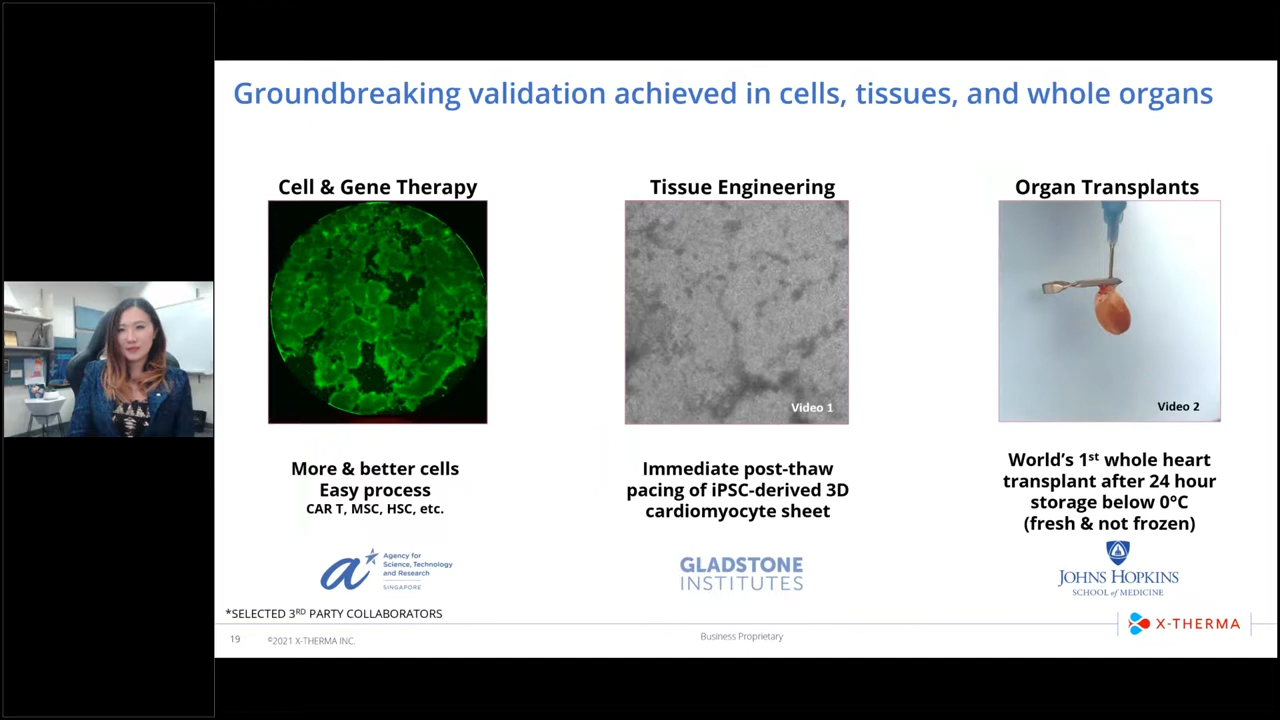 Groundbreaking validation achieved in cells, tissues, and whole organs
Cell & Gene Therapy
More & better cells
Easy process
CAR T, MSC, HSC, etc.
Agency for
Science, Technology
and Research
SINGAPORE
Tissue Engineering
Video 1
Immediate post-thaw
pacing of iPSC-derived 3D
cardiomyocyte sheet
GLADSTONE
INSTITUTES
Organ Transplants
Video 2
World’s 1st whole heart
transplant after 24 hour
storage below 0°C
(fresh & not frozen)
JOHNS HOPKINS
SCHOOL of MEDICINE
*SELECTED 3RD PARTY COLLABORATORS
19
©2021 X-THERMA INC.
Business Proprietary
X-THERMA